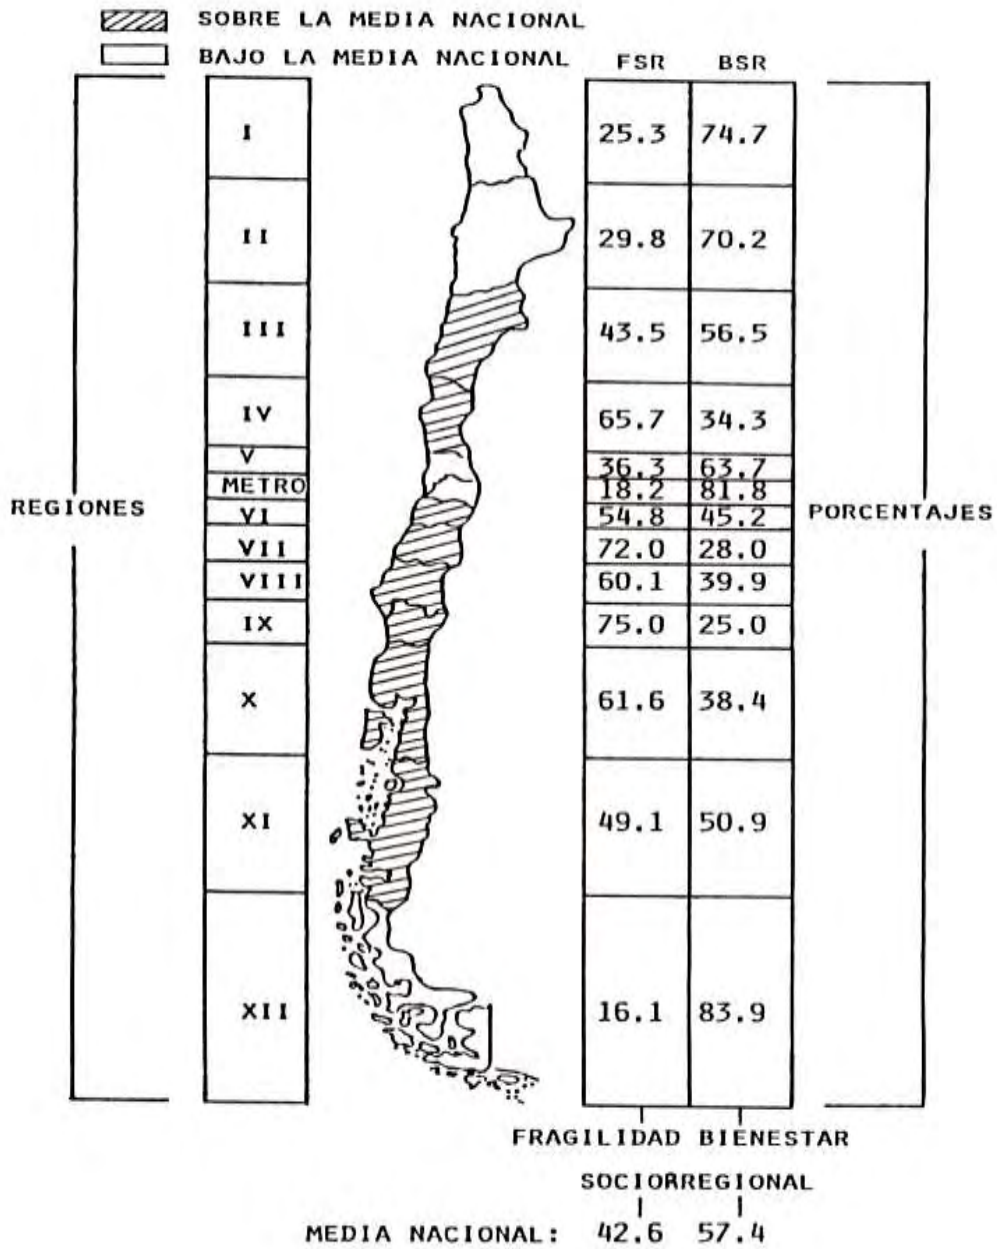 SOBRE LA MEDIA NACIONAL
BAJO LA MEDIA NACIONAL
FSR BSR
I 25.3 74.7
II 29.8 70.2
III 43.5 56.5
IV 65.7 34.3
V 36.3 63.7
METRO 18.2 81.8
REGIONES
PORCENTAJES
VI 54.8 45.2
VII 72.0 28.0
VIII 60.1 39.9
IX 75.0 25.0
X 61.6 38.4
XI 49.1 50.9
XII 16.1 83.9
FRAGILIDAD BIENESTAR
SOCIORREGIONAL
MEDIA NACIONAL: 42.6 57.4